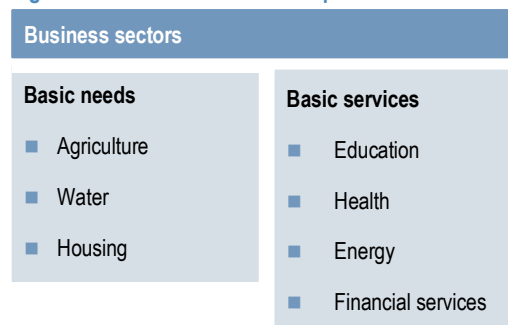 Business sectors
Basic needs
Agriculture
Water
Housing
Basic services
Education
Health
Energy
Financial services